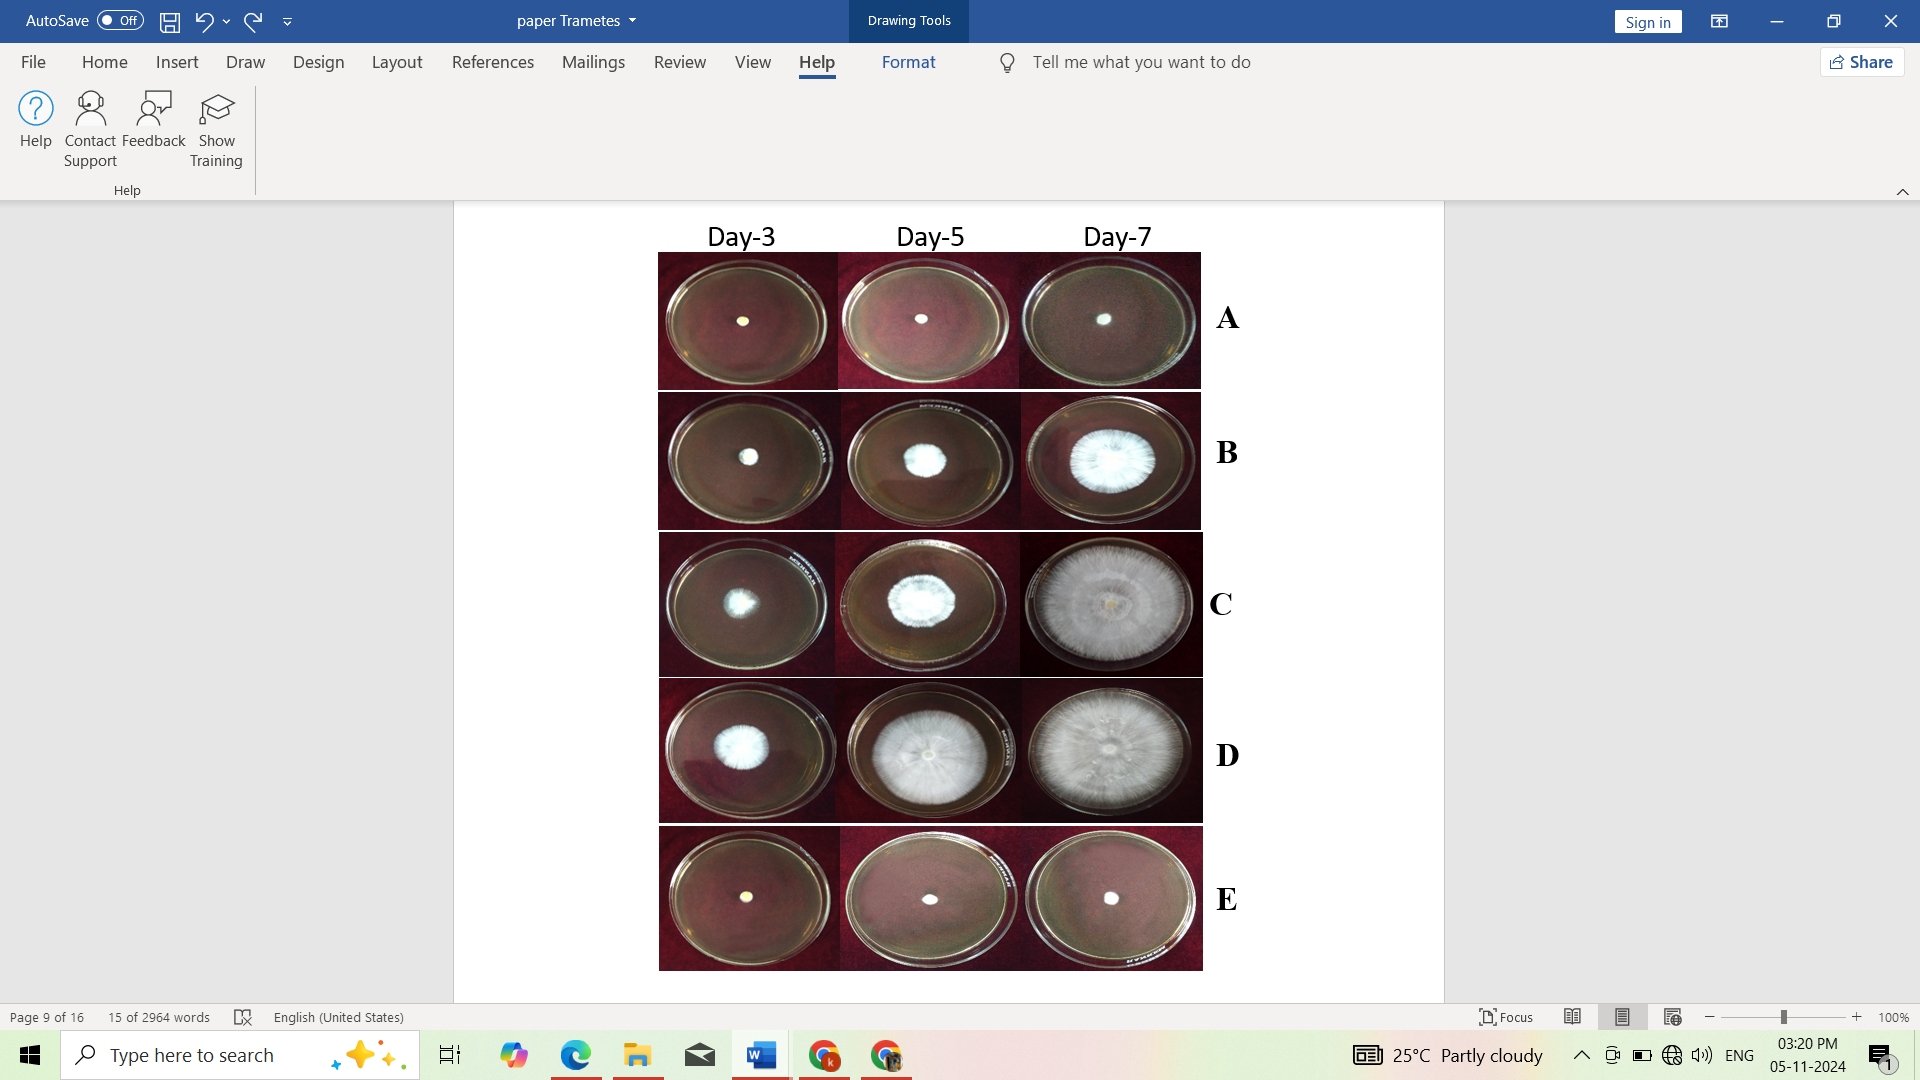 AutoSave Off
paper Trametes
Drawing Tools
Sign in
File Home Insert Draw Design Layout References Mailings Review View Help Format Tell me what you want to do
Share
Help
Contact Support
Feedback
Show Training
Help
Day-3 Day-5 Day-7
A
B
C
D
E
Page 9 of 16 15 of 2964 words English (United States)
Focus
100%
Type here to search
25°C Partly cloudy
ENG
03:20 PM
05-11-2024
1